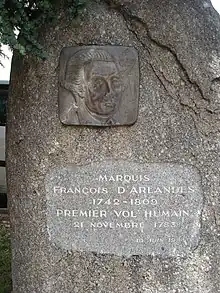 MARQUIS
FRANÇOIS D'ARLANDES
1742-1809
PREMIER VOL HUMAIN
21 NOVEMBRE 1783